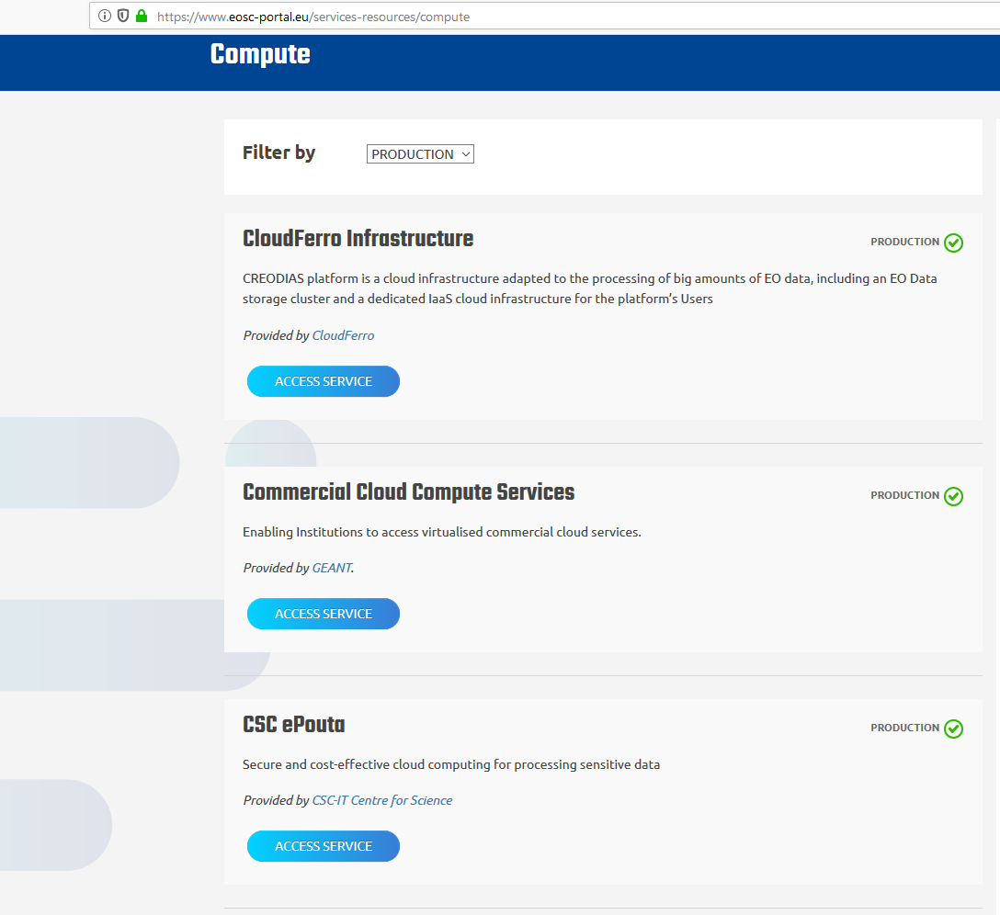 https://www.eosc-portal.eu/services-resources/compute
Compute
Filter by
PRODUCTION
CloudFerro Infrastructure
PRODUCTION
CREODIAS platform is a cloud infrastructure adapted to the processing of big amounts of EO data, including an EO Data
storage cluster and a dedicated IaaS cloud infrastructure for the platform’s Users
Provided by CloudFerro
ACCESS SERVICE
Commercial Cloud Compute Services
PRODUCTION
Enabling Institutions to access virtualised commercial cloud services.
Provided by GEANT.
ACCESS SERVICE
CSC ePouta
PRODUCTION
Secure and cost-effective cloud computing for processing sensitive data
Provided by CSC-IT Centre for Science
ACCESS SERVICE